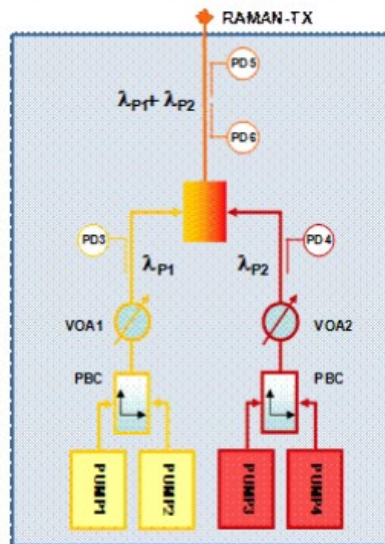 RAMAN-TX
PD5
λP1+ λP2
PD6
PD3
PD4
λP1
λP2
VOA1
VOA2
PBC
PBC
PUMP1
PUMP2
PUMP3
PUMP4